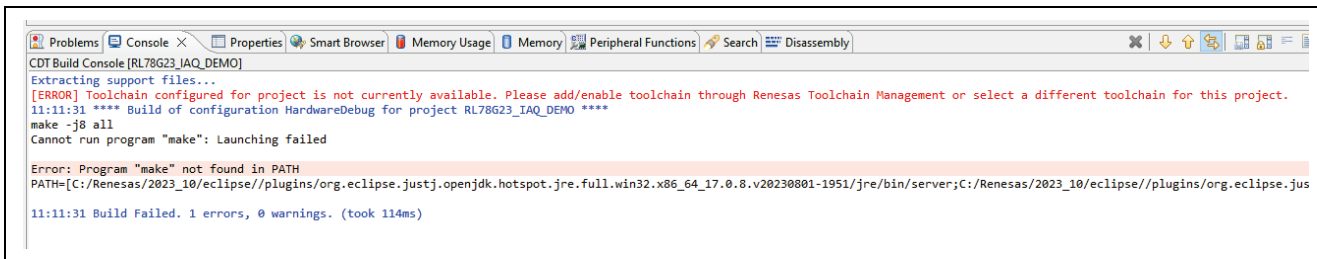 Problems Console Properties Smart Browser Memory Usage Memory Peripheral Functions Search Disassembly
CDT Build Console [RL78G23_IAQ_DEMO]
Extracting support files...
[ERROR] Toolchain configured for project is not currently available. Please add/enable toolchain through Renesas Toolchain Management or select a different toolchain for this project.
11:11:31 **** Build of configuration HardwareDebug for project RL78G23_IAQ_DEMO ****
make -j8 all
Cannot run program "make": Launching failed
Error: Program "make" not found in PATH
PATH=[C:/Renesas/2023_10/eclipse//plugins/org.eclipse.justj.openjdk.hotspot.jre.full.win32.x86_64_17.0.8.v20230801-1951/jre/bin/server;C:/Renesas/2023_10/eclipse//plugins/org.eclipse.jus
11:11:31 Build Failed. 1 errors, 0 warnings. (took 114ms)